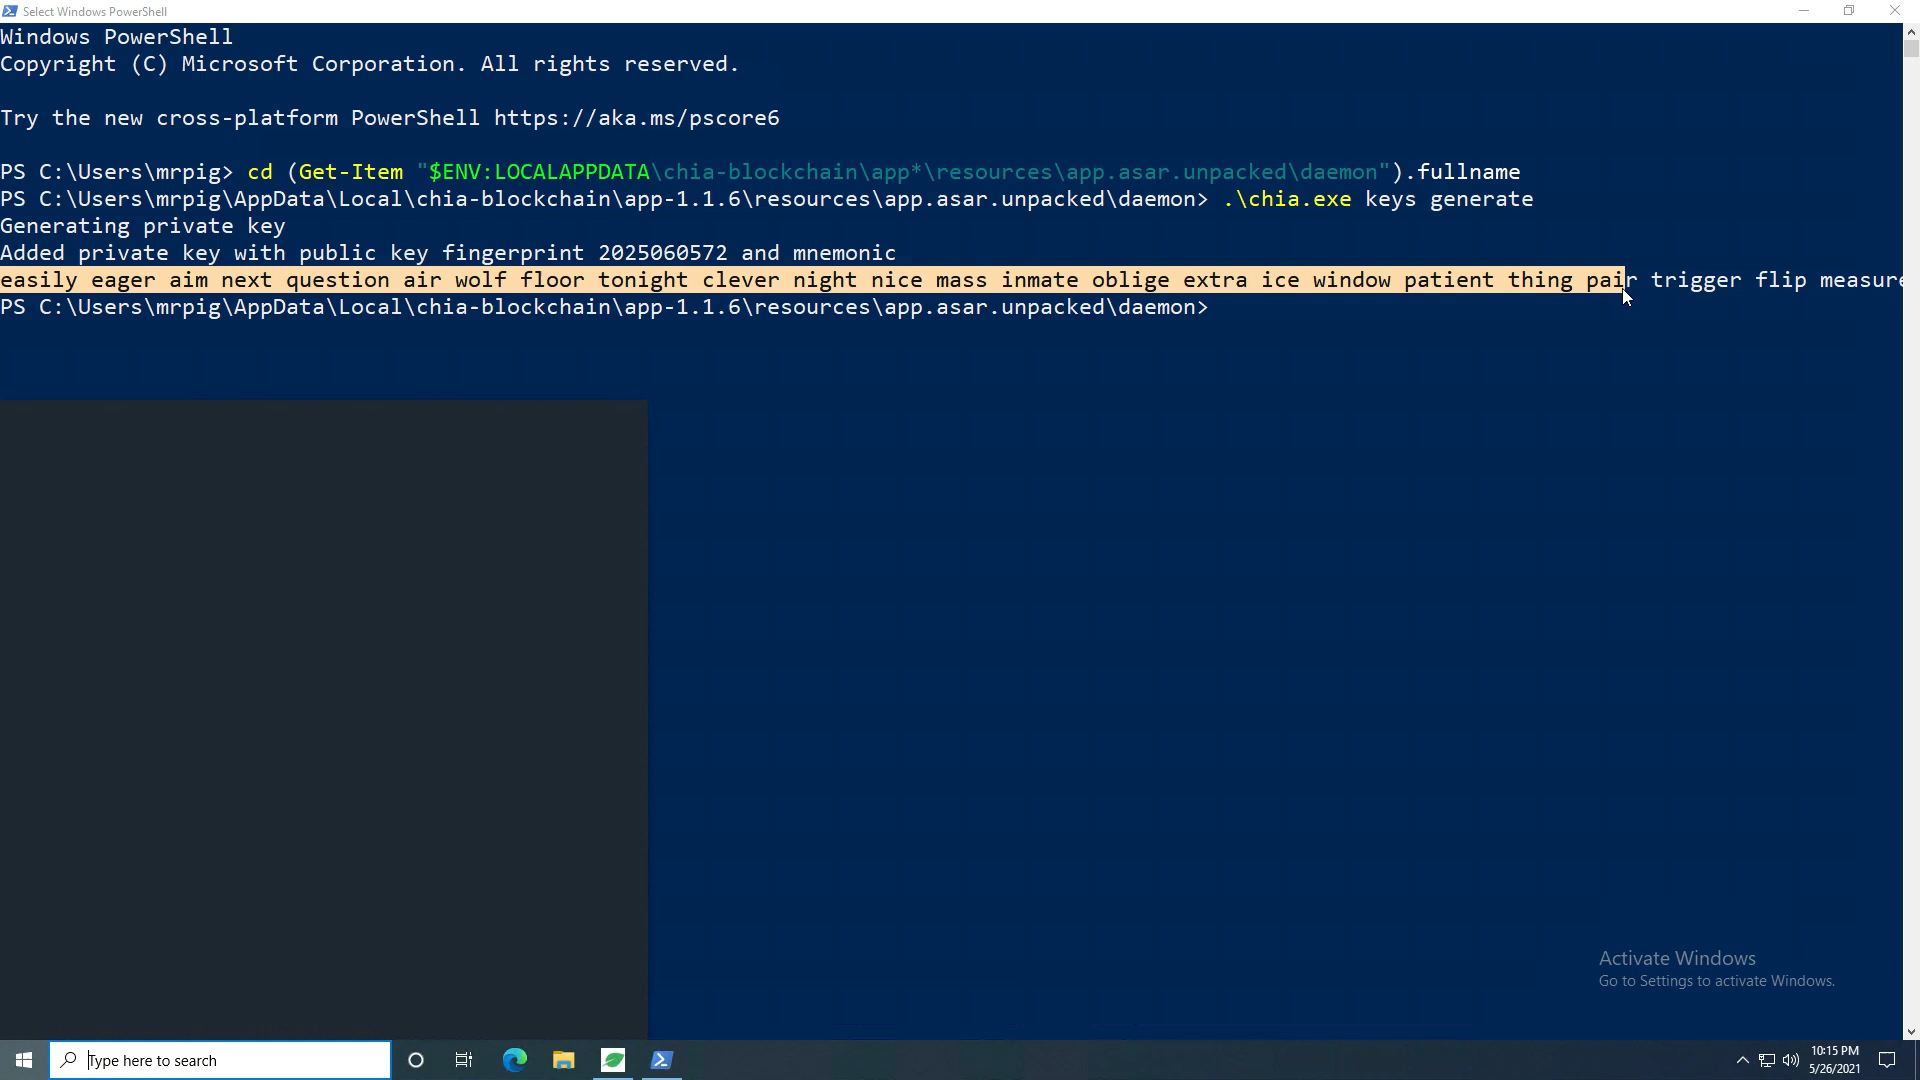 Select Windows PowerShell
Windows PowerShell
Copyright (C) Microsoft Corporation. All rights reserved.
Try the new cross-platform PowerShell https://aka.ms/pscore6
PS C:\Users\mrpig> cd (Get-Item "$ENV:LOCALAPPDATA\chia-blockchain\app*\resources\app.asar.unpacked\daemon").fullname
PS C:\Users\mrpig\AppData\Local\chia-blockchain\app-1.1.6\resources\app.asar.unpacked\daemon> .\chia.exe keys generate
Generating private key
Added private key with public key fingerprint 2025060572 and mnemonic
easily eager aim next question air wolf floor tonight clever night nice mass inmate oblige extra ice window patient thing pair trigger flip measure
PS C:\Users\mrpig\AppData\Local\chia-blockchain\app-1.1.6\resources\app.asar.unpacked\daemon>
Activate Windows
Go to Settings to activate Windows.
Type here to search
10:15 PM
5/26/2021